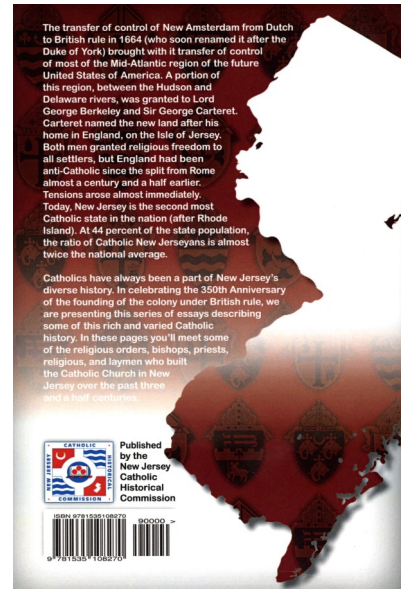 The transfer of control of New Amsterdam from Dutch
to British rule in 1664 (who soon renamed it after the
Duke of York) brought with it transfer of control
of most of the Mid-Atlantic region of the future
United States of America. A portion of
this region, between the Hudson and
Delaware rivers, was granted to Lord
George Berkeley and Sir George Carteret.
Carteret named the new land after his
home in England, on the Isle of Jersey.
Both men granted religious freedom to
all settlers, but England had been
anti-Catholic since the split from Rome
almost a century and a half earlier.
Tensions arose almost immediately.
Today, New Jersey is the second most
Catholic state in the nation (after Rhode
Island). At 44 percent of the state population,
the ratio of Catholic New Jerseyans is almost
twice the national average.
Catholics have always been a part of New Jersey's
diverse history. In celebrating the 350th Anniversary
of the founding of the colony under British rule, we
are presenting this series of essays describing
some of this rich and varied Catholic
history. In these pages you'll meet some
of the religious orders, bishops, priests,
religious, and laymen who built
the Catholic Church in New
Jersey over the past three
and a half centuries.
CATHOLIC
NEW JERSEY
HISTORICAL
COMMISSION
Published
by the
New Jersey
Catholic
Historical
Commission
ISBN 9781535108270
90000 >
9 781535 108270